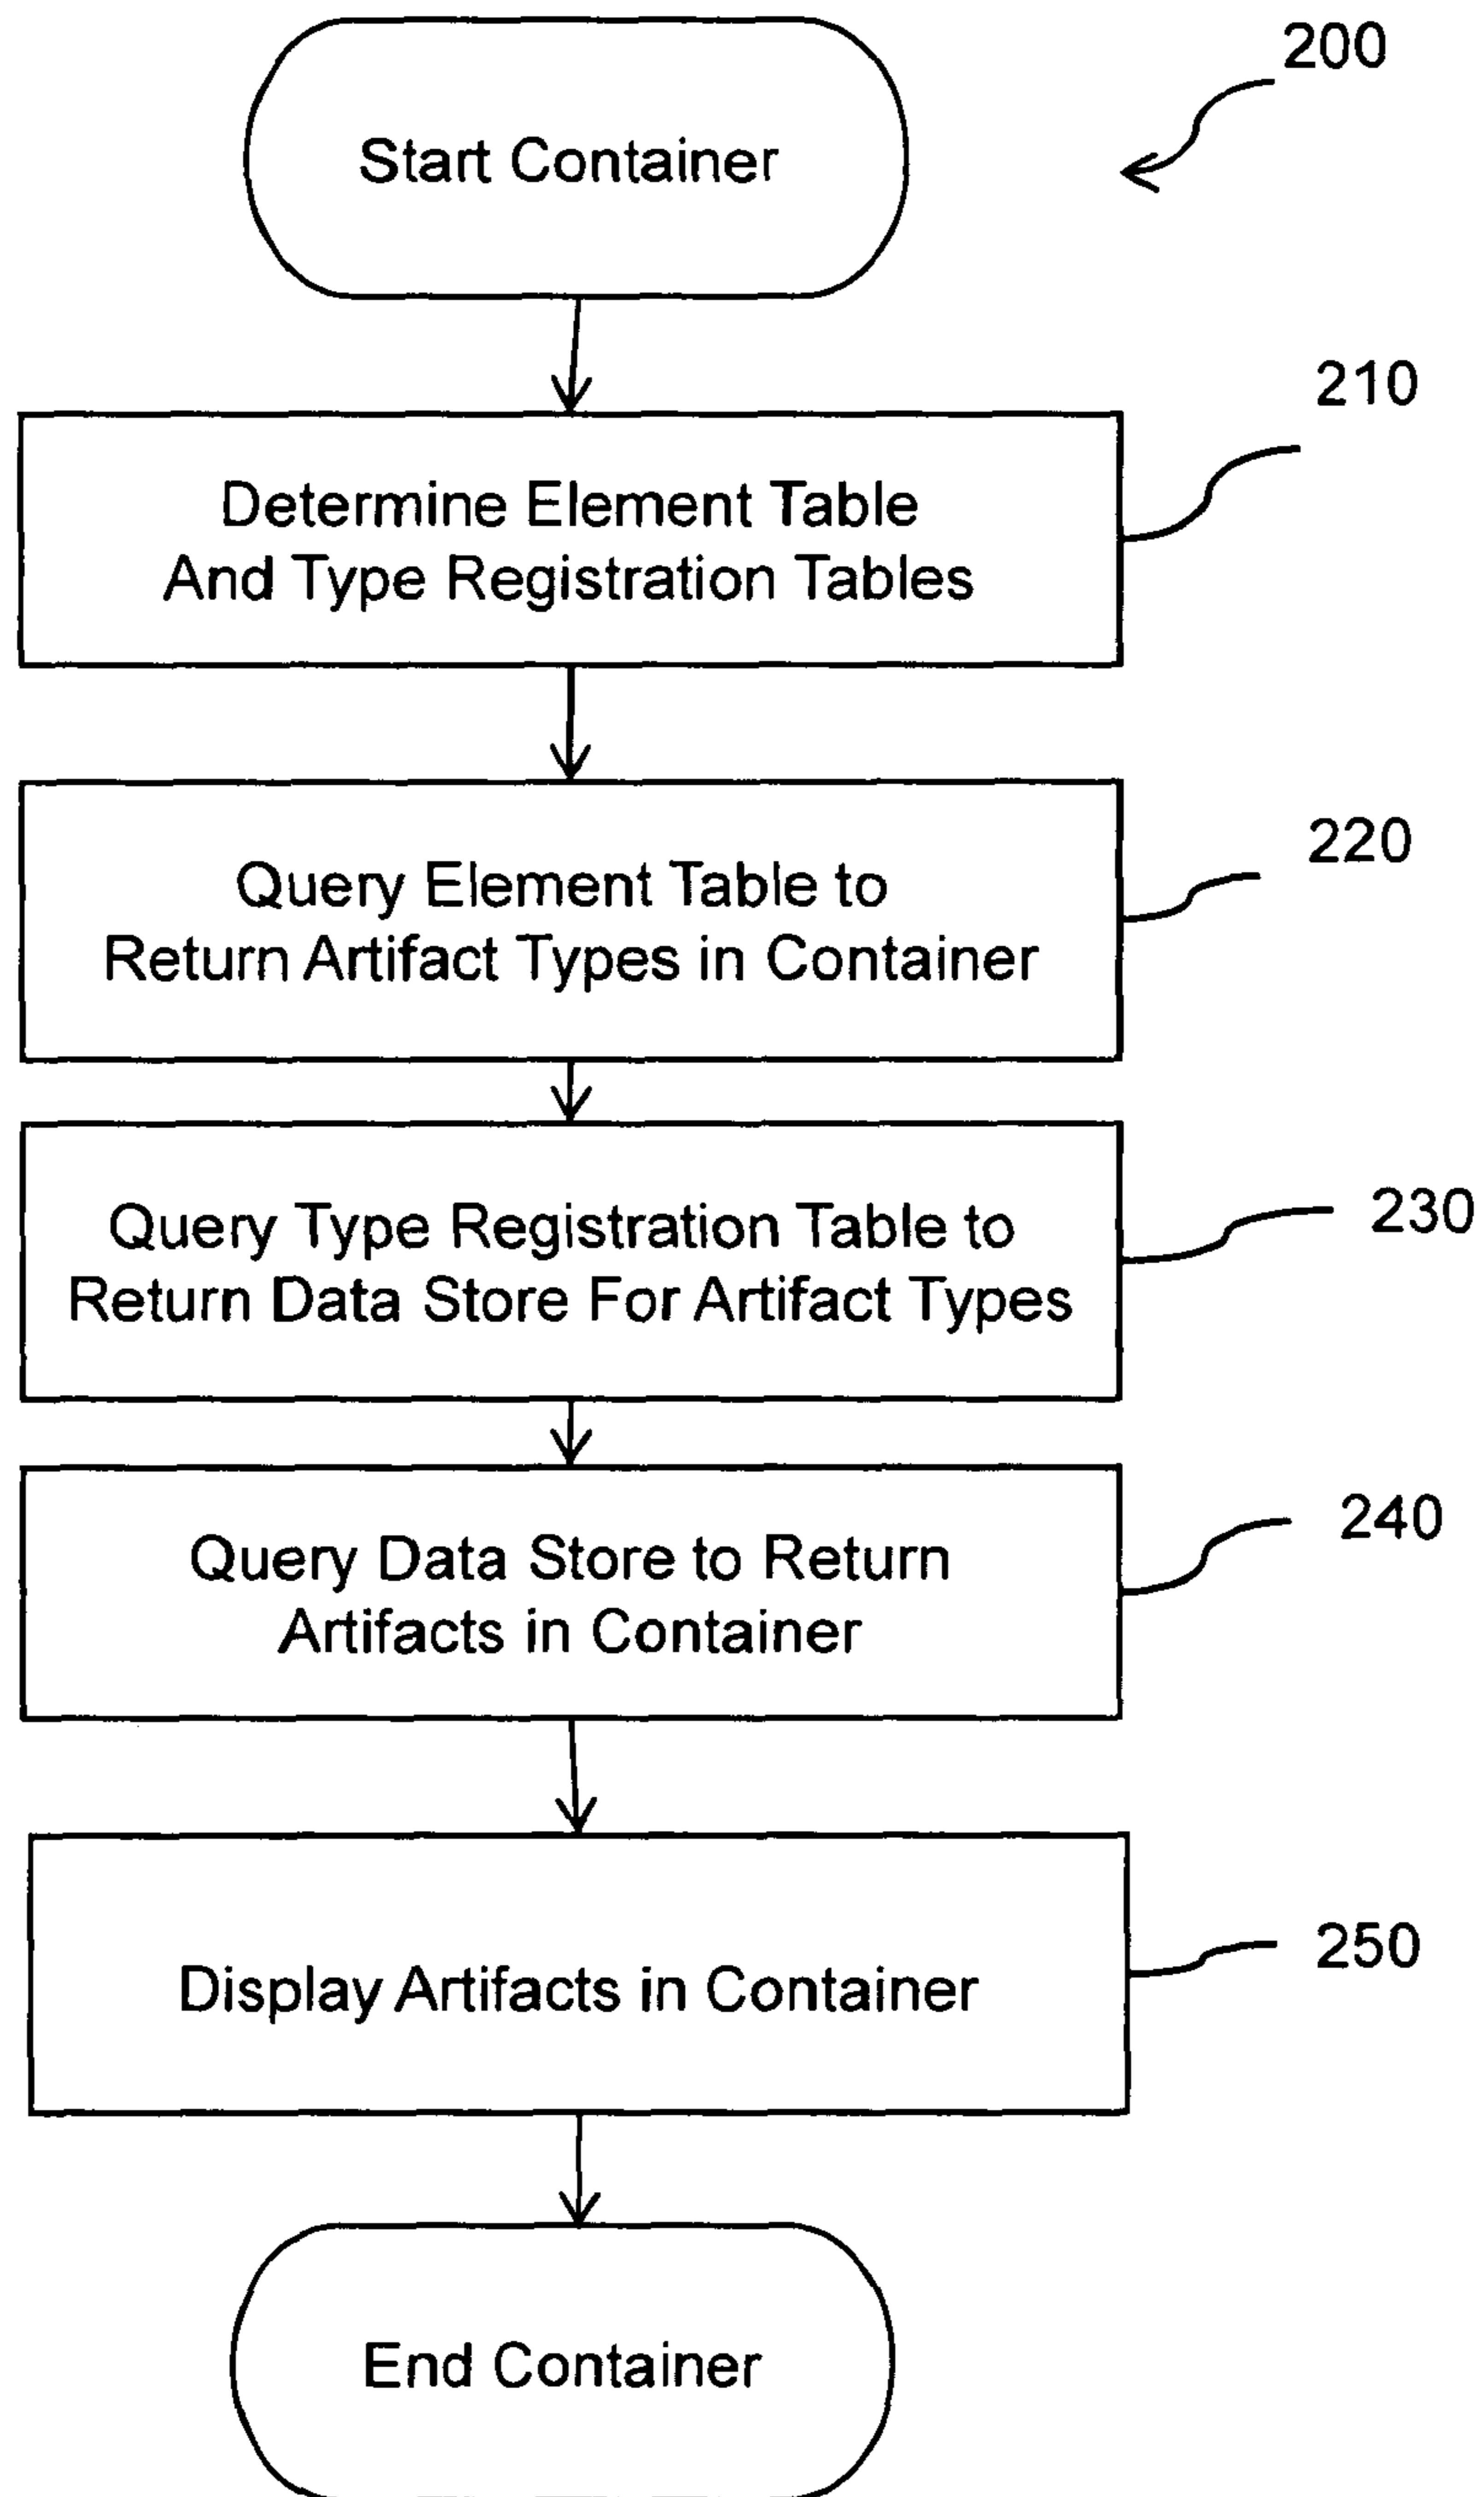 200
Start Container
210
Determine Element Table
And Type Registration Tables
220
Query Element Table to
Return Artifact Types in Container
230
Query Type Registration Table to
Return Data Store For Artifact Types
240
Query Data Store to Return
Artifacts in Container
250
Display Artifacts in Container
End Container